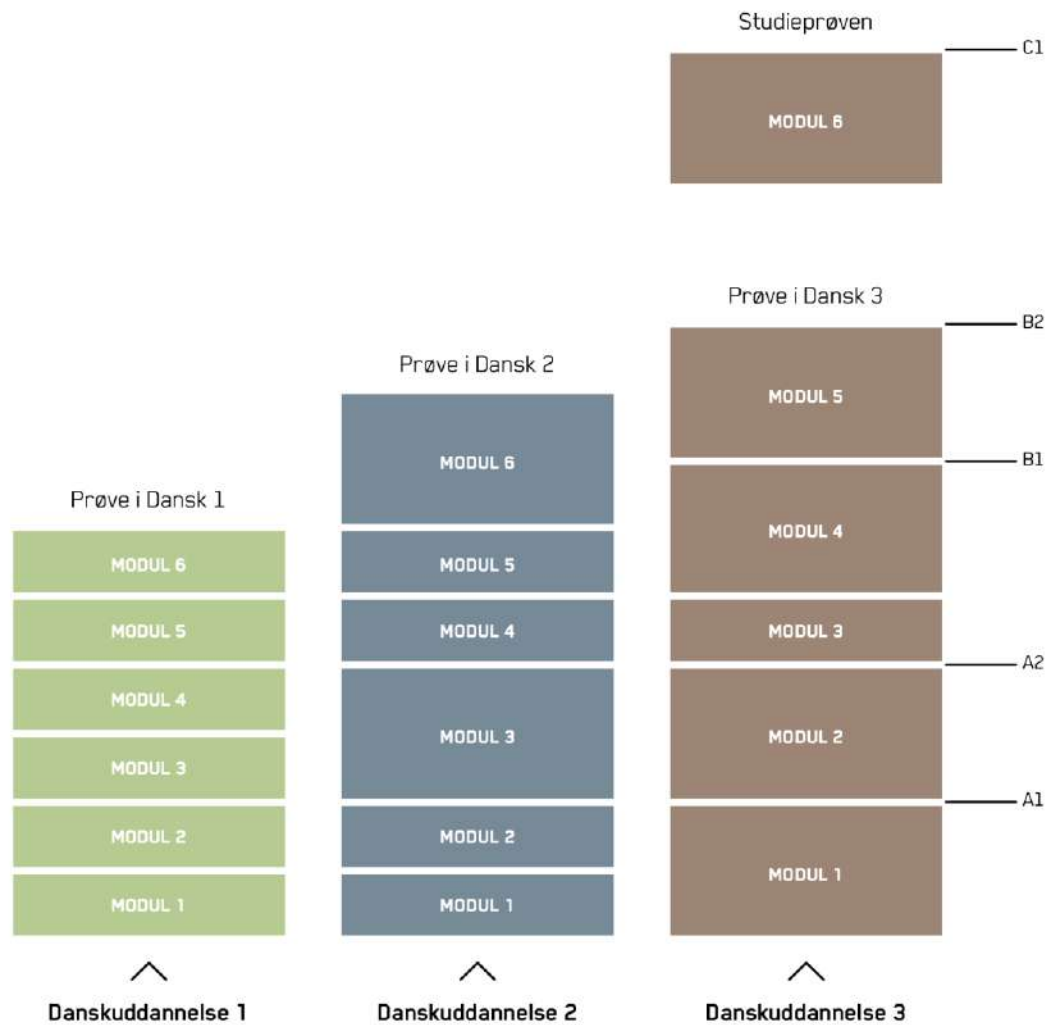 Studieprøven
C1
MODUL 6
Prøve i Dansk 3
B2
Prøve i Dansk 2
MODUL 5
B1
MODUL 6
Prøve i Dansk 1
MODUL 4
MODUL 6
MODUL 5
MODUL 5
MODUL 4
MODUL 3
A2
MODUL 4
MODUL 3
MODUL 2
MODUL 3
A1
MODUL 2
MODUL 2
MODUL 1
MODUL 1
MODUL 1
Danskuddannelse 1
Danskuddannelse 2
Danskuddannelse 3